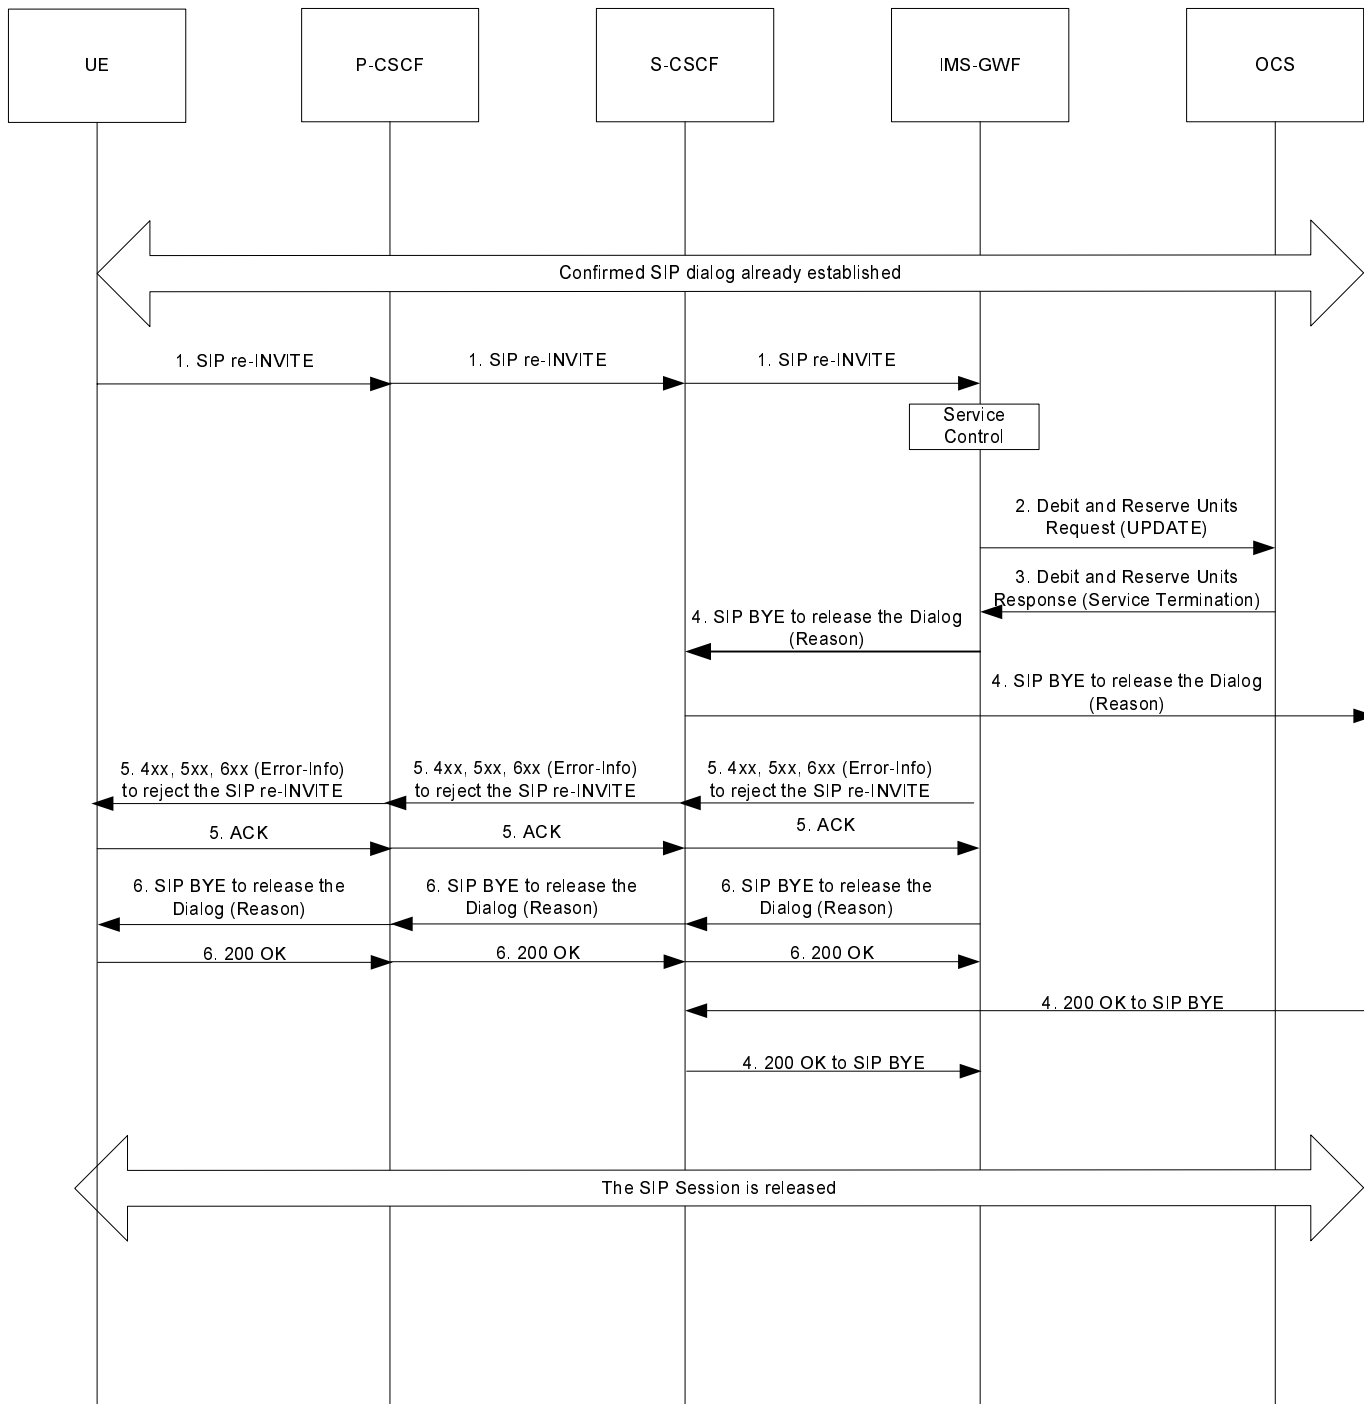 UE
P-CSCF
S-CSCF
IMS-GWF
OCS
Confirmed SIP dialog already established
1. SIP re-INVITE
1. SIP re-INVITE
1. SIP re-INVITE
Service
Control
2. Debit and Reserve Units
Request (UPDATE)
3. Debit and Reserve Units
Response (Service Termination)
4. SIP BYE to release the Dialog
(Reason)
4. SIP BYE to release the Dialog
(Reason)
5. 4xx, 5xx, 6xx (Error-Info)
to reject the SIP re-INVITE
5. 4xx, 5xx, 6xx (Error-Info)
to reject the SIP re-INVITE
5. 4xx, 5xx, 6xx (Error-Info)
to reject the SIP re-INVITE
5. ACK
5. ACK
5. ACK
6. SIP BYE to release the
Dialog (Reason)
6. SIP BYE to release the
Dialog (Reason)
6. SIP BYE to release the
Dialog (Reason)
6. 200 OK
6. 200 OK
6. 200 OK
4. 200 OK to SIP BYE
4. 200 OK to SIP BYE
The SIP Session is released